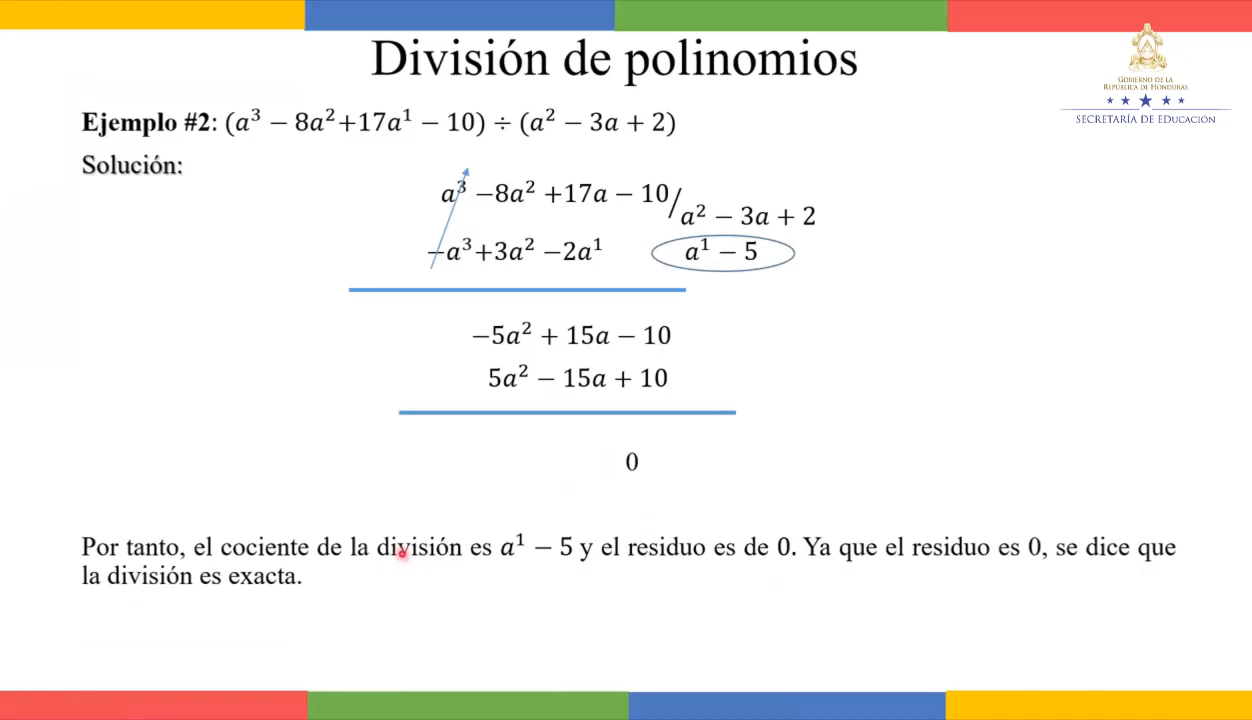 División de polinomios
GOBIERNO DE LA
REPÚBLICA DE HONDURAS
SECRETARÍA DE EDUCACIÓN
Ejemplo #2: (a³ − 8a²+17a¹ − 10) ÷ (a² − 3a + 2)
Solución:
a³ −8a² +17a − 10/
a² − 3a + 2
−a³+3a² −2a¹
a¹ − 5
−5a² + 15a − 10
5a² − 15a + 10
0
Por tanto, el cociente de la división es a¹ − 5 y el residuo es de 0. Ya que el residuo es 0, se dice que
la división es exacta.